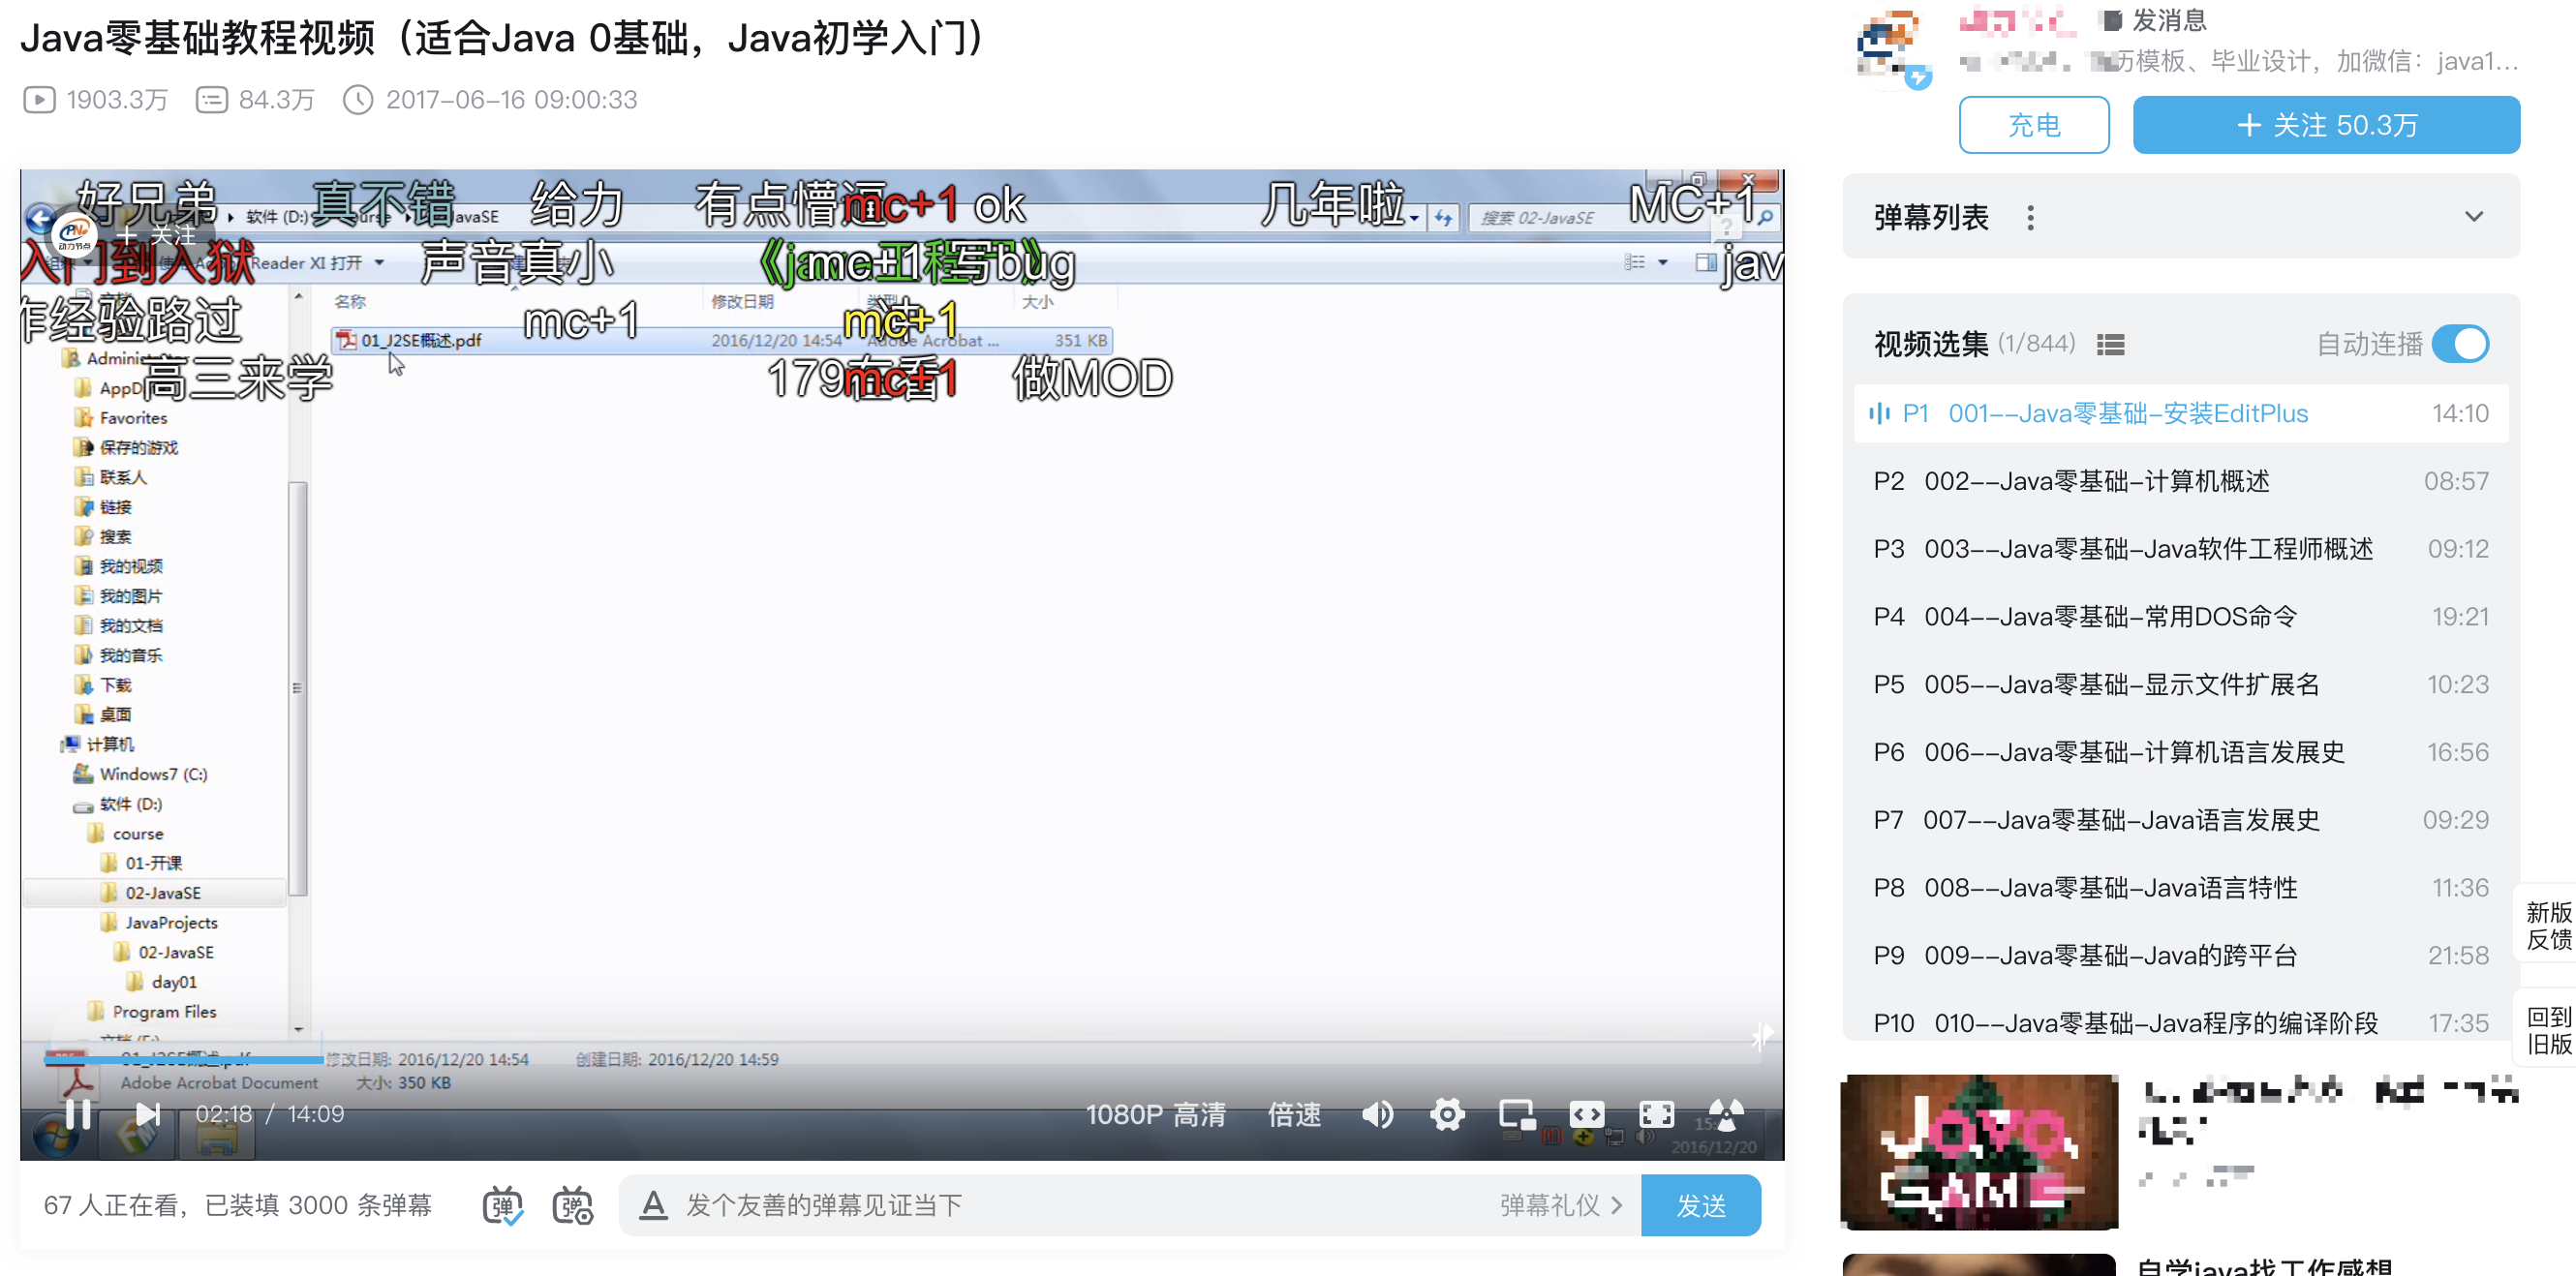 Java零基础教程视频（适合Java 0基础，Java初学入门）
1903.3万 84.3万 2017-06-16 09:00:33
发消息
历模板、毕业设计，加微信：java1...
充电
+ 关注 50.3万
好兄弟 真不错 给力 有点懵逼 mc+1 ok 几年啦 MC+1
软件 (D:) course JavaSE
搜索 02-JavaSE
动力节点
+ 关注
入门到入狱 声音真小 mc+1 写bug jav
Reader XI 打开
作经验路过 mc+1 mc+1
名称 修改日期 类型 大小
01_J2SE概述.pdf 2016/12/20 14:54 Adobe Acrobat ... 351 KB
高三来学 179在看 mc+1 做MOD
Favorites
保存的游戏
联系人
链接
搜索
我的视频
我的图片
我的文档
我的音乐
下载
桌面
计算机
Windows7 (C:)
软件 (D:)
course
01-开课
02-JavaSE
JavaProjects
02-JavaSE
day01
Program Files
01_J2SE概述.pdf 修改日期: 2016/12/20 14:54 创建日期: 2016/12/20 14:59
Adobe Acrobat Document 大小: 350 KB
02:18 / 14:09
1080P 高清 倍速
2016/12/20
67 人正在看，已装填 3000 条弹幕
弹 弹
A 发个友善的弹幕见证当下 弹幕礼仪 > 发送
弹幕列表
视频选集 (1/844) 自动连播
P1 001--Java零基础-安装EditPlus 14:10
P2 002--Java零基础-计算机概述 08:57
P3 003--Java零基础-Java软件工程师概述 09:12
P4 004--Java零基础-常用DOS命令 19:21
P5 005--Java零基础-显示文件扩展名 10:23
P6 006--Java零基础-计算机语言发展史 16:56
P7 007--Java零基础-Java语言发展史 09:29
P8 008--Java零基础-Java语言特性 11:36
P9 009--Java零基础-Java的跨平台 21:58
P10 010--Java零基础-Java程序的编译阶段 17:35
新版
反馈
回到
旧版
Java
GAME
自学java找工作感想